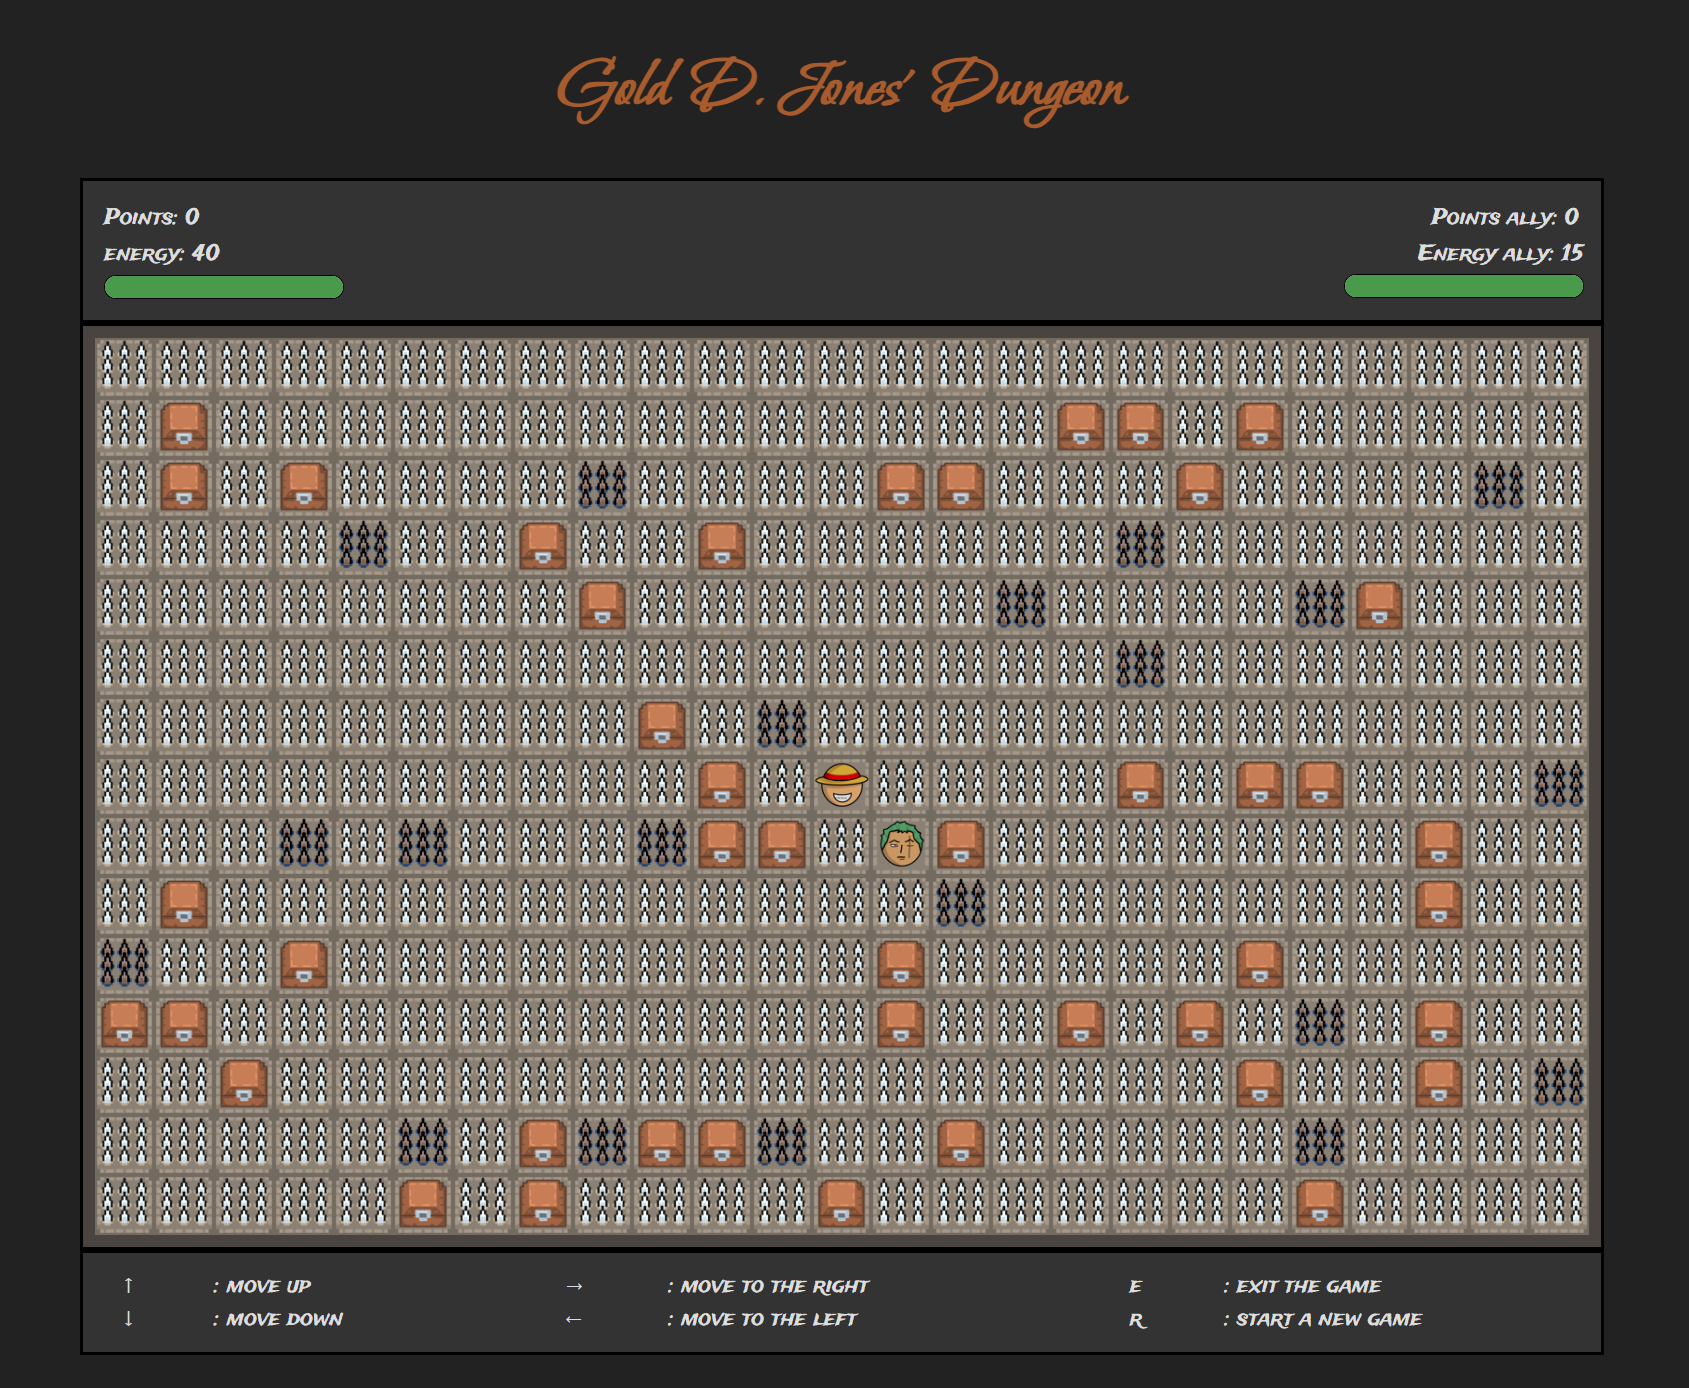 Gold D. Jones' Dungeon
Points: 0
Points ally: 0
energy: 40
Energy ally: 15
↑ : move up
→ : move to the right
E : exit the game
↓ : move down
← : move to the left
R : start a new game